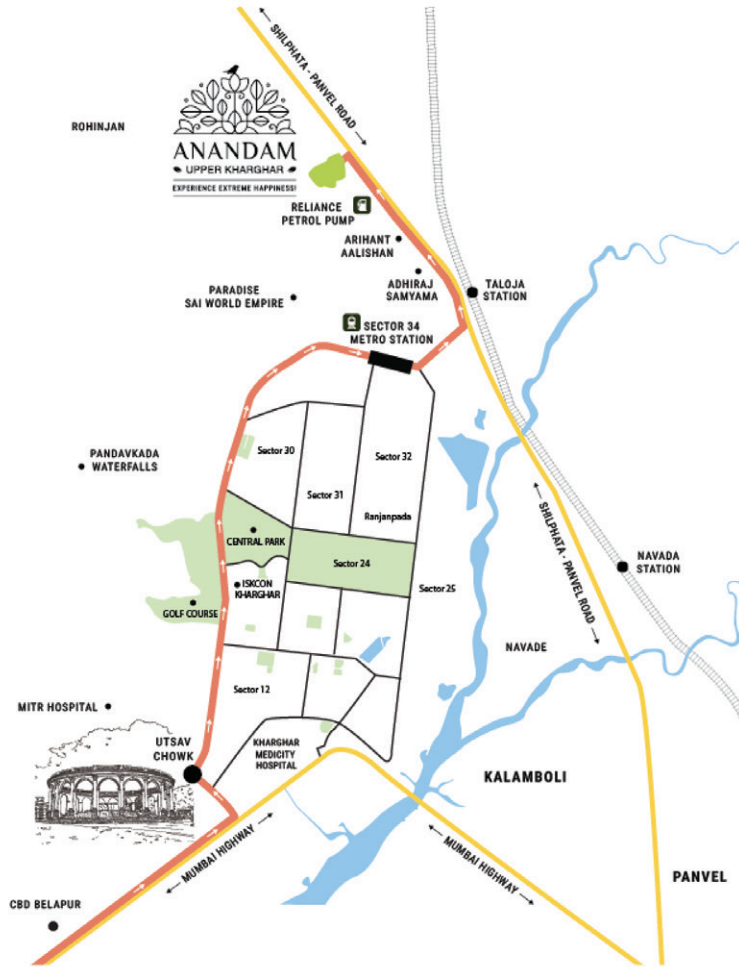 SHILPHATA - PANVEL ROAD
ROHINJAN
ANANDAM
UPPER KHARGHAR
EXPERIENCE EXTREME HAPPINESS!
RELIANCE
PETROL PUMP
ARIHANT
AALISHAN
ADHIRAJ
SAMYAMA
TALOJA
STATION
PARADISE
SAI WORLD EMPIRE
SECTOR 34
METRO STATION
PANDAVKADA
WATERFALLS
Sector 30
Sector 32
Sector 31
Ranjanpada
CENTRAL PARK
Sector 24
SHILPHATA - PANVEL ROAD
NAVADA
STATION
ISKCON
KHARGHAR
Sector 25
GOLF COURSE
NAVADE
Sector 12
MITR HOSPITAL
UTSAV
CHOWK
KHARGHAR
MEDICITY
HOSPITAL
KALAMBOLI
MUMBAI HIGHWAY
MUMBAI HIGHWAY
PANVEL
CBD BELAPUR